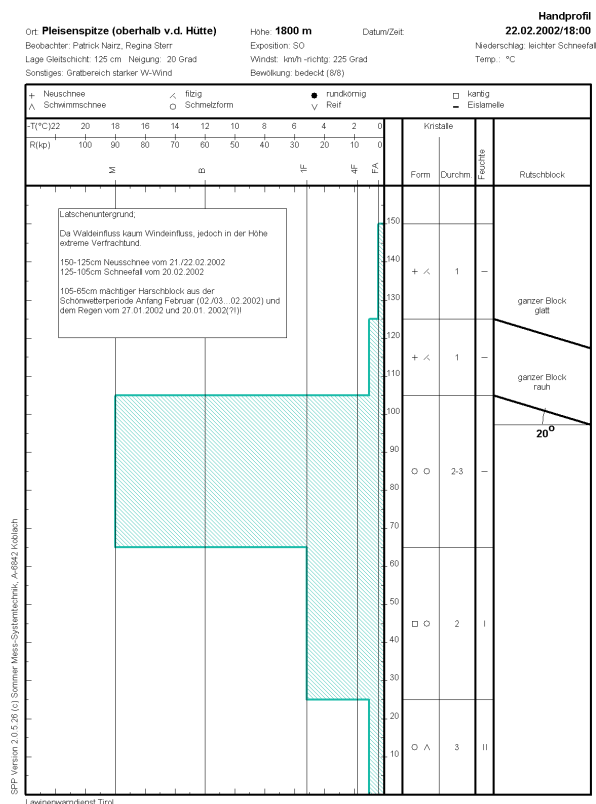 Handprofil
Ort: Pleisenspitze (oberhalb v.d. Hütte) Höhe: 1800 m Datum/Zeit: 22.02.2002/18:00
Beobachter: Patrick Nairz, Regina Sterr Exposition: SO Niederschlag: leichter Schneefall
Lage Gleitschicht: 125 cm Neigung: 20 Grad Windst: km/h -richtg: 225 Grad Temp.: °C
Sonstiges: Gratbereich starker W-Wind Bewölkung: bedeckt (8/8)
+ Neuschnee filzig ● rundkörnig □ kantig
∧ Schwimmschnee ○ Schmelzform ∨ Reif – Eislamelle
-T(°C)22 20 18 16 14 12 10 8 6 4 2 0 Kristalle
R(kp) 100 90 80 70 60 50 40 30 20 10 0
M B 1F 4F FA Form Durchm. Feuchte Rutschblock
150
Latschenuntergrund;
Da Waldeinfluss kaum Windeinfluss, jedoch in der Höhe
extreme Verfrachtund.
150-125cm Neusschnee vom 21./22.02.2002
125-105cm Schneefall vom 20.02.2002
105-65cm mächtiger Harschblock aus der
Schönwetterperiode Anfang Februar (02./03...02.2002) und
dem Regen vom 27.01.2002 und 20.01. 2002(?!)!
140
+ 1 –
130
ganzer Block
glatt
120
+ 1 –
110
ganzer Block
rauh
100
20°
90
○ ○ 2-3 –
80
70
60
50
□ ○ 2 I
40
30
20
10
○ ∧ 3 II
SPP Version 2.0.5.26 (c) Sommer Mess-Systemtechnik, A-6842 Koblach
Lawinenwarndienst Tirol